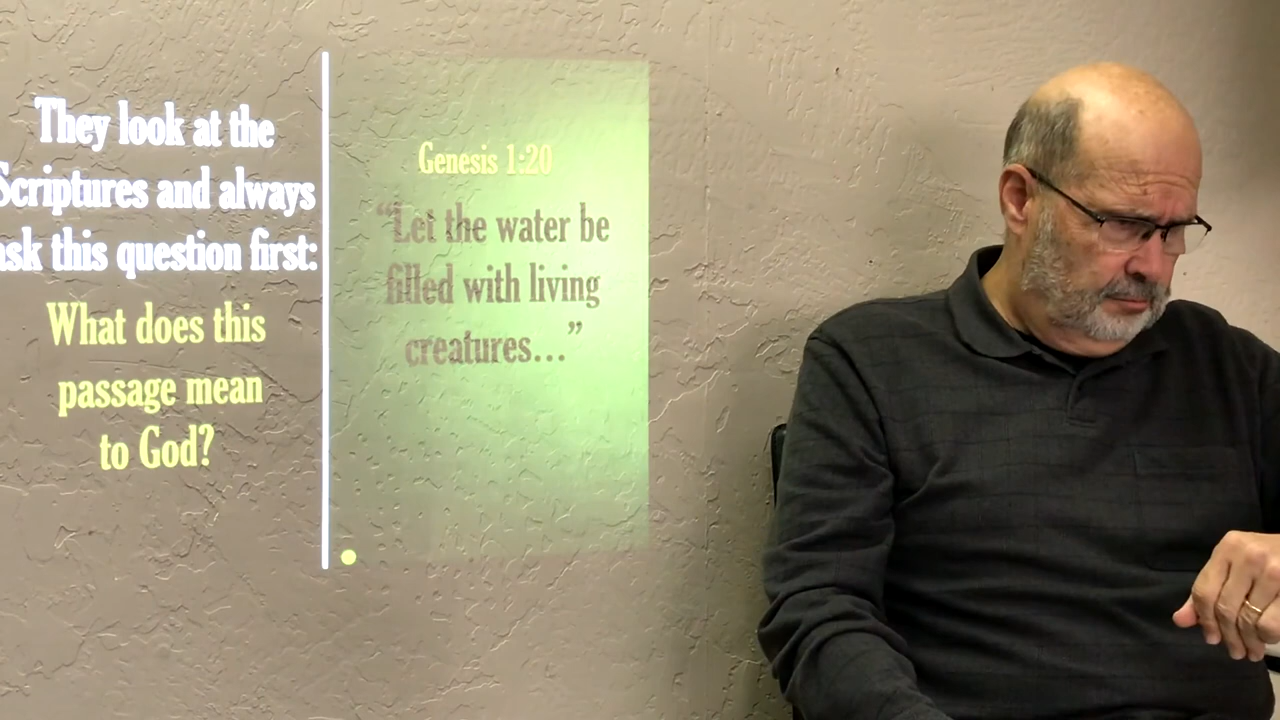 They look at the
Scriptures and always
ask this question first:
What does this
passage mean
to God?
Genesis 1:20
“Let the water be
filled with living
creatures…”